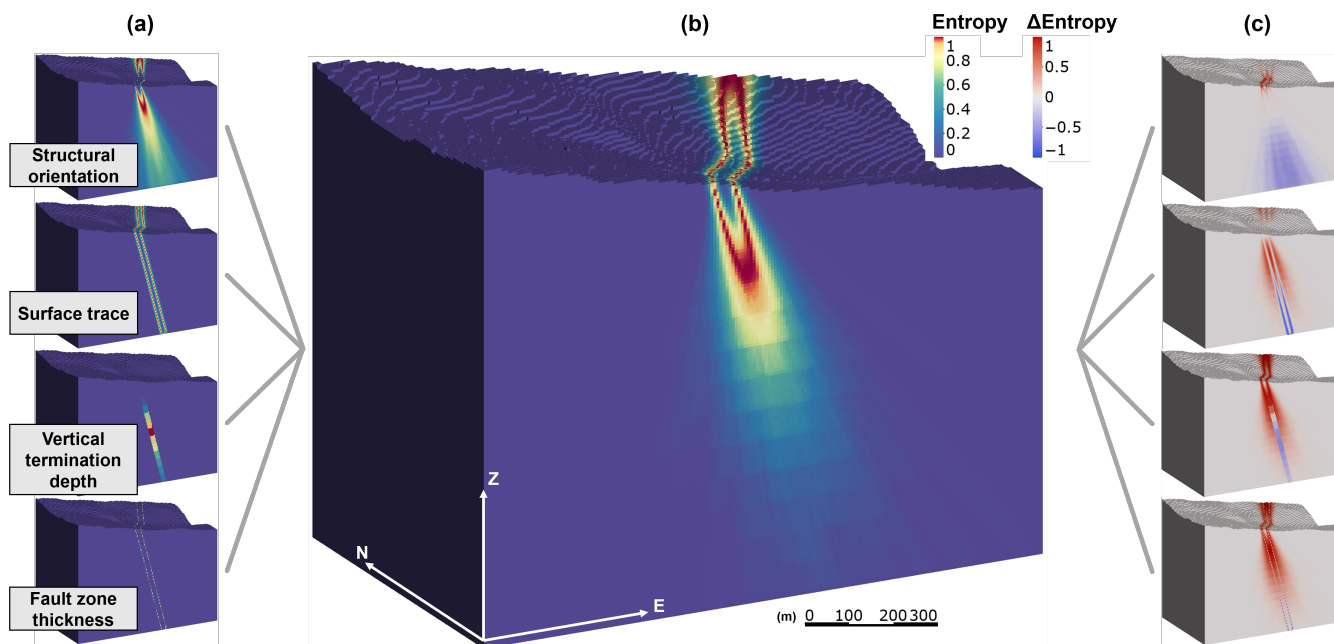 (a)
(b)
(c)
Entropy
ΔEntropy
1
0.8
0.6
0.4
0.2
0
1
0.5
0
−0.5
−1
Structural
orientation
Surface trace
Vertical
termination
depth
Fault zone
thickness
Z
N
E
(m) 0 100 200 300